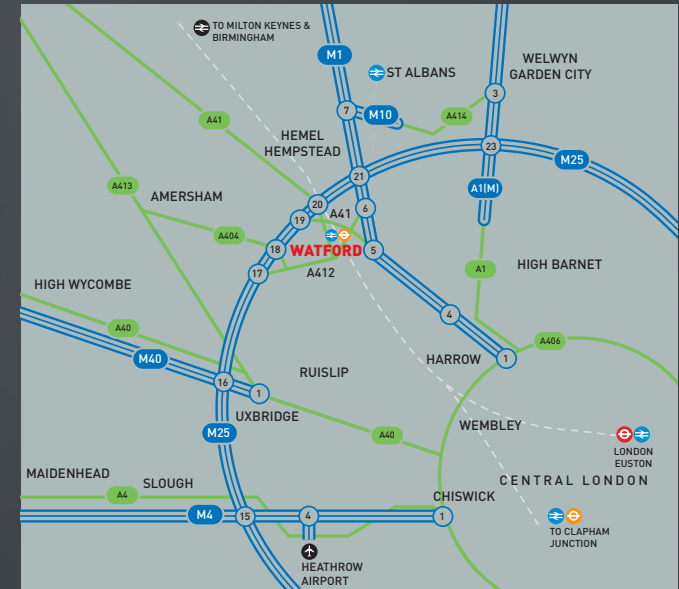 TO MILTON KEYNES &
BIRMINGHAM
M1
ST ALBANS
WELWYN
GARDEN CITY
3
7
M10
A414
A41
HEMEL
HEMPSTEAD
23
M25
21
A413
AMERSHAM
A1(M)
20
A41
6
19
A404
18
WATFORD
5
17
A412
A1
HIGH BARNET
HIGH WYCOMBE
4
A40
M40
A406
HARROW
1
RUISLIP
16
1
UXBRIDGE
M25
A40
WEMBLEY
LONDON
EUSTON
MAIDENHEAD
SLOUGH
CENTRAL LONDON
A4
CHISWICK
M4
15
4
1
TO CLAPHAM
JUNCTION
HEATHROW
AIRPORT